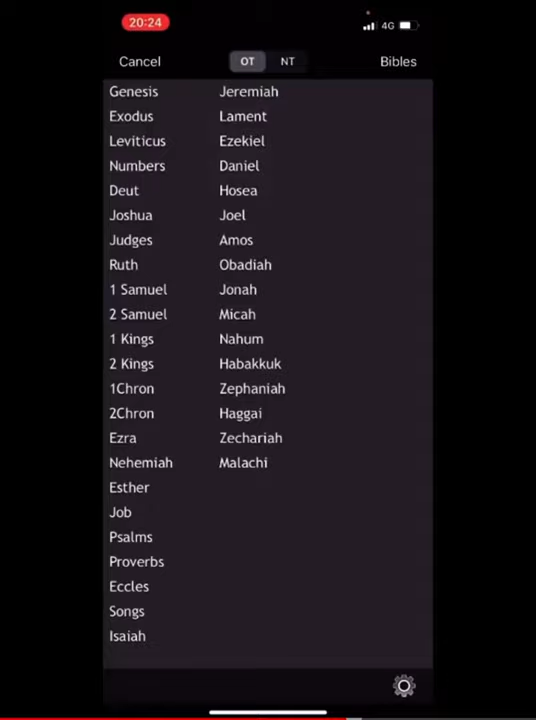 20:24
4G
Cancel
OT NT
Bibles
Genesis
Exodus
Leviticus
Numbers
Deut
Joshua
Judges
Ruth
1 Samuel
2 Samuel
1 Kings
2 Kings
1Chron
2Chron
Ezra
Nehemiah
Esther
Job
Psalms
Proverbs
Eccles
Songs
Isaiah
Jeremiah
Lament
Ezekiel
Daniel
Hosea
Joel
Amos
Obadiah
Jonah
Micah
Nahum
Habakkuk
Zephaniah
Haggai
Zechariah
Malachi